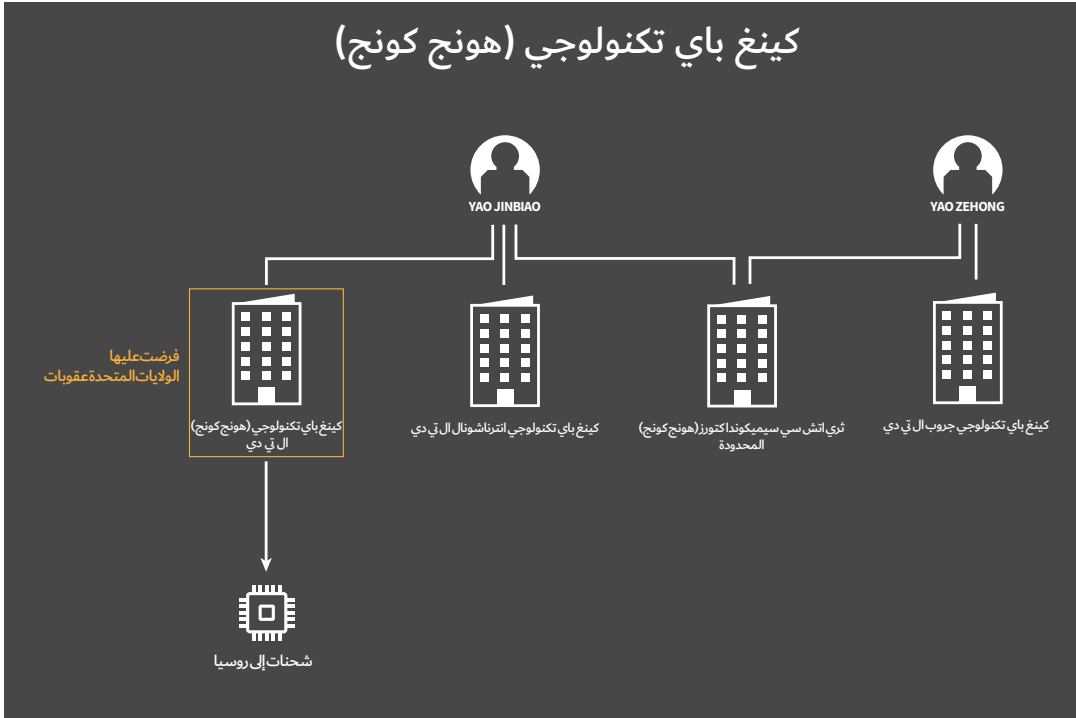 كينغ باي تكنولوجي (هونج كونج)
YAO JINBIAO
YAO ZEHONG
فرضت عليها
الولايات المتحدة عقوبات
كينغ باي تكنولوجي (هونج كونج)
ال تي دي
كينغ باي تكنولوجي انترناشونال ال تي دي
ثري اتش سي سيميكونداكتورز (هونج كونج)
المحدودة
كينغ باي تكنولوجي جروب ال تي دي
شحنات إلى روسيا